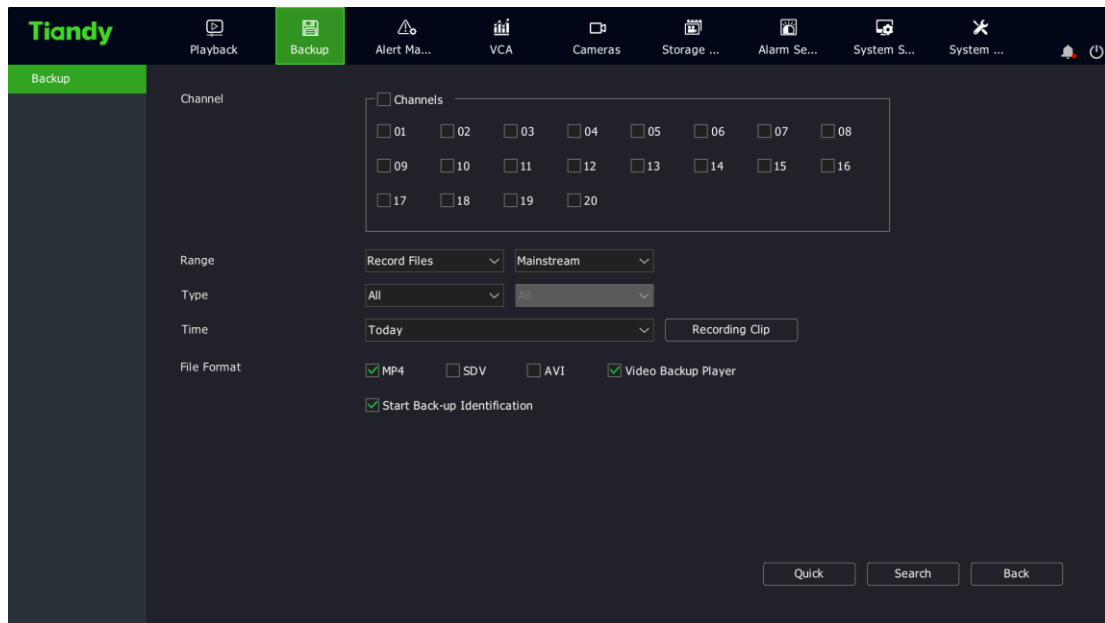 Tiandy
Playback
Backup
Alert Ma...
VCA
Cameras
Storage ...
Alarm Se...
System S...
System ...
Backup
Channel
Channels
01 02 03 04 05 06 07 08
09 10 11 12 13 14 15 16
17 18 19 20
Range Record Files Mainstream
Type All All
Time Today Recording Clip
File Format MP4 SDV AVI Video Backup Player
Start Back-up Identification
Quick Search Back